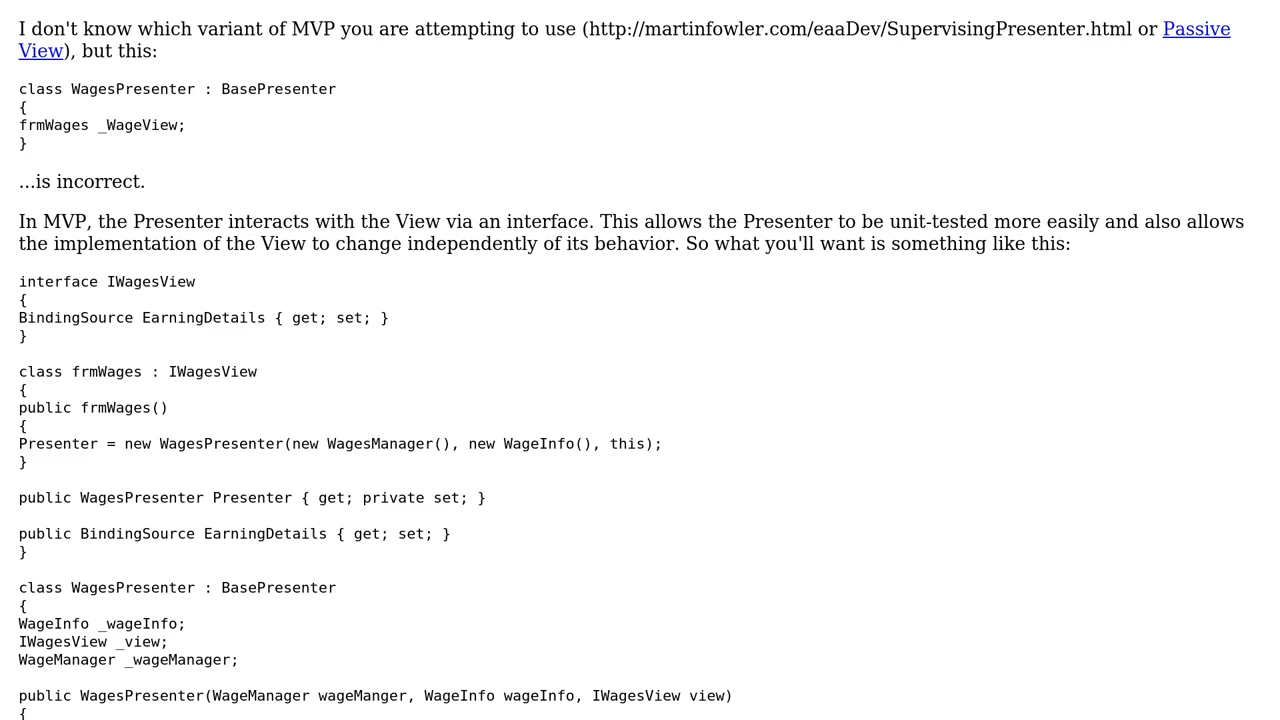 I don't know which variant of MVP you are attempting to use (http://martinfowler.com/eaaDev/SupervisingPresenter.html or Passive
View), but this:
class WagesPresenter : BasePresenter
{
frmWages _WageView;
}
...is incorrect.
In MVP, the Presenter interacts with the View via an interface. This allows the Presenter to be unit-tested more easily and also allows
the implementation of the View to change independently of its behavior. So what you'll want is something like this:
interface IWagesView
{
BindingSource EarningDetails { get; set; }
}
class frmWages : IWagesView
{
public frmWages()
{
Presenter = new WagesPresenter(new WagesManager(), new WageInfo(), this);
}
public WagesPresenter Presenter { get; private set; }
public BindingSource EarningDetails { get; set; }
}
class WagesPresenter : BasePresenter
{
WageInfo _wageInfo;
IWagesView _view;
WageManager _wageManager;
public WagesPresenter(WageManager wageManger, WageInfo wageInfo, IWagesView view)
{